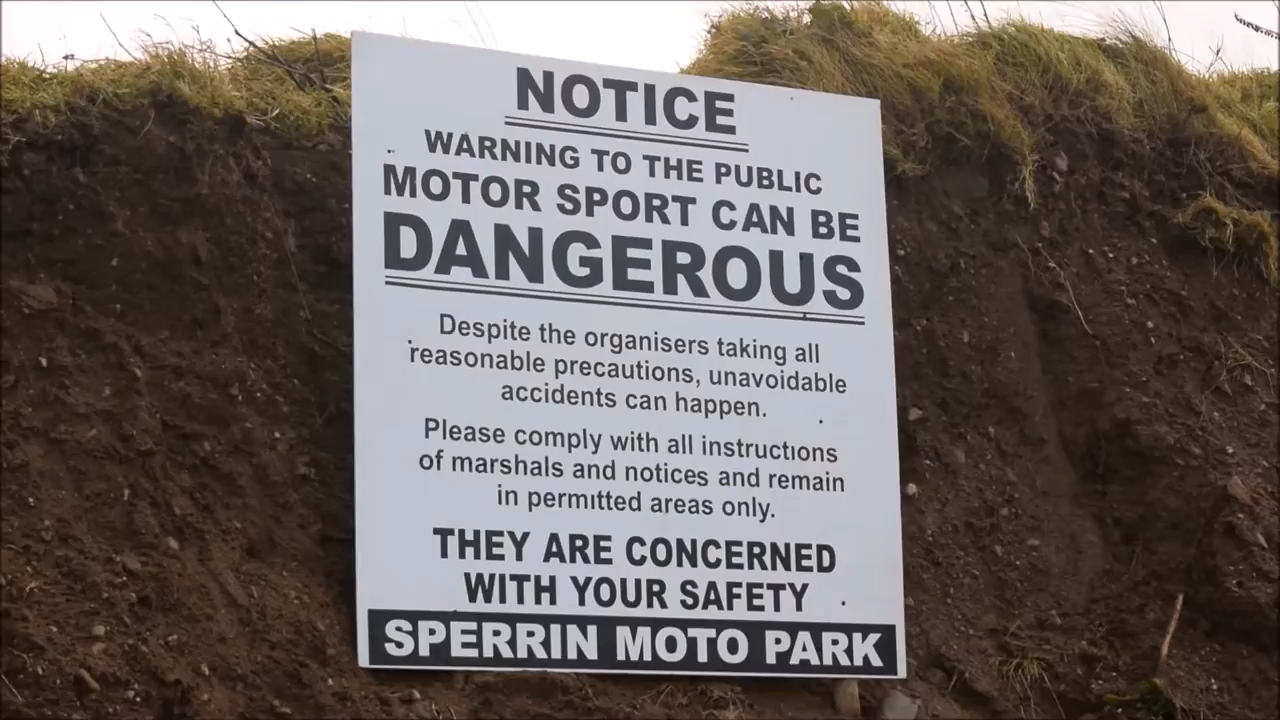 NOTICE
WARNING TO THE PUBLIC
MOTOR SPORT CAN BE
DANGEROUS
Despite the organisers taking all
reasonable precautions, unavoidable
accidents can happen.
Please comply with all instructions
of marshals and notices and remain
in permitted areas only.
THEY ARE CONCERNED
WITH YOUR SAFETY
SPERRIN MOTO PARK